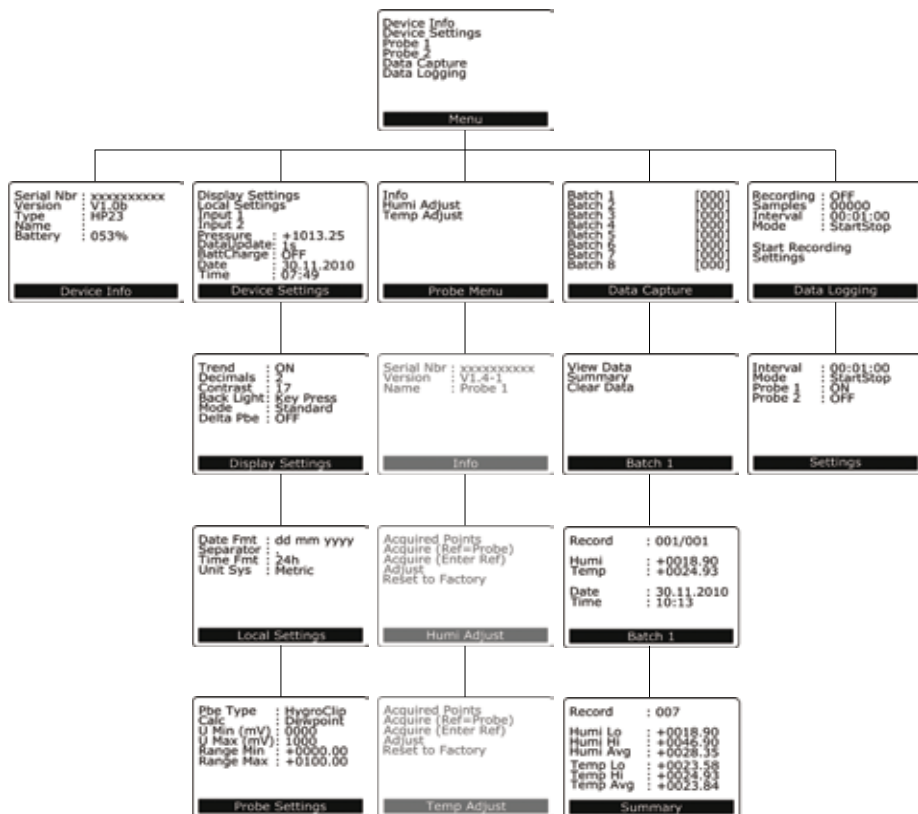 Device Info
Device Settings
Probe 1
Probe 2
Data Capture
Data Logging
Menu
Serial Nbr : xxxxxxxxxx
Version : V1.0b
Type : HP23
Name :
Battery : 053%
Device Info
Display Settings
Local Settings
Input 1
Input 2
Pressure : +1013.25
DataUpdate: 1s
BattCharge : OFF
Date : 30.11.2010
Time : 07:49
Device Settings
Info
Humi Adjust
Temp Adjust
Probe Menu
Batch 1 [000]
Batch 2 [000]
Batch 3 [000]
Batch 4 [000]
Batch 5 [000]
Batch 6 [000]
Batch 7 [000]
Batch 8 [000]
Data Capture
Recording : OFF
Samples : 00000
Interval : 00:01:00
Mode : StartStop
Start Recording
Settings
Data Logging
Trend : ON
Decimals : 2
Contrast : 17
Back Light: Key Press
Mode : Standard
Delta Pbe : OFF
Display Settings
Serial Nbr : xxxxxxxxxx
Version : V1.4-1
Name : Probe 1
Info
View Data
Summary
Clear Data
Batch 1
Interval : 00:01:00
Mode : StartStop
Probe 1 : ON
Probe 2 : OFF
Settings
Date Fmt : dd mm yyyy
Separator : .
Time Fmt : 24h
Unit Sys : Metric
Local Settings
Acquired Points
Acquire (Ref=Probe)
Acquire (Enter Ref)
Adjust
Reset to Factory
Humi Adjust
Record : 001/001
Humi : +0018.90
Temp : +0024.93
Date : 30.11.2010
Time : 10:13
Batch 1
Pbe Type : HygroClip
Calc : Dewpoint
U Min (mV) : 0000
U Max (mV): 1000
Range Min : +0000.00
Range Max : +0100.00
Probe Settings
Acquired Points
Acquire (Ref=Probe)
Acquire (Enter Ref)
Adjust
Reset to Factory
Temp Adjust
Record : 007
Humi Lo : +0018.90
Humi Hi : +0046.90
Humi Avg : +0028.35
Temp Lo : +0023.58
Temp Hi : +0024.93
Temp Avg : +0023.84
Summary